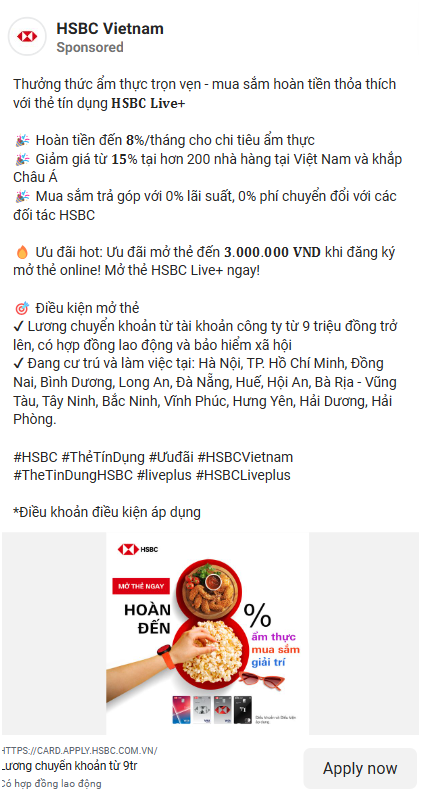 HSBC Vietnam
Sponsored
Thưởng thức ẩm thực trọn vẹn - mua sắm hoàn tiền thỏa thích
với thẻ tín dụng 𝐇𝐒𝐁𝐂 𝐋𝐢𝐯𝐞+
🎉 Hoàn tiền đến 𝟖%/tháng cho chi tiêu ẩm thực
🎉 Giảm giá từ 𝟏𝟓% tại hơn 200 nhà hàng tại Việt Nam và khắp
Châu Á
🎉 Mua sắm trả góp với 0% lãi suất, 0% phí chuyển đổi với các
đối tác HSBC
🔥 Ưu đãi hot: Ưu đãi mở thẻ đến 𝟑.𝟎𝟎𝟎.𝟎𝟎𝟎 𝐕𝐍𝐃 khi đăng ký
mở thẻ online! Mở thẻ HSBC Live+ ngay!
🎯 Điều kiện mở thẻ
✔ Lương chuyển khoản từ tài khoản công ty từ 9 triệu đồng trở
lên, có hợp đồng lao động và bảo hiểm xã hội
✔ Đang cư trú và làm việc tại: Hà Nội, TP. Hồ Chí Minh, Đồng
Nai, Bình Dương, Long An, Đà Nẵng, Huế, Hội An, Bà Rịa - Vũng
Tàu, Tây Ninh, Bắc Ninh, Vĩnh Phúc, Hưng Yên, Hải Dương, Hải
Phòng.
#HSBC #ThẻTínDụng #Ưuđãi #HSBCVietnam
#TheTinDungHSBC #liveplus #HSBCLiveplus
*Điều khoản điều kiện áp dụng
HSBC
MỞ THẺ NGAY
HOÀN
ĐẾN
8%
ẩm thực
mua sắm
giải trí
Điều khoản và Điều kiện
áp dụng.
HTTPS://CARD.APPLY.HSBC.COM.VN/
Lương chuyển khoản từ 9tr
Có hợp đồng lao động
Apply now